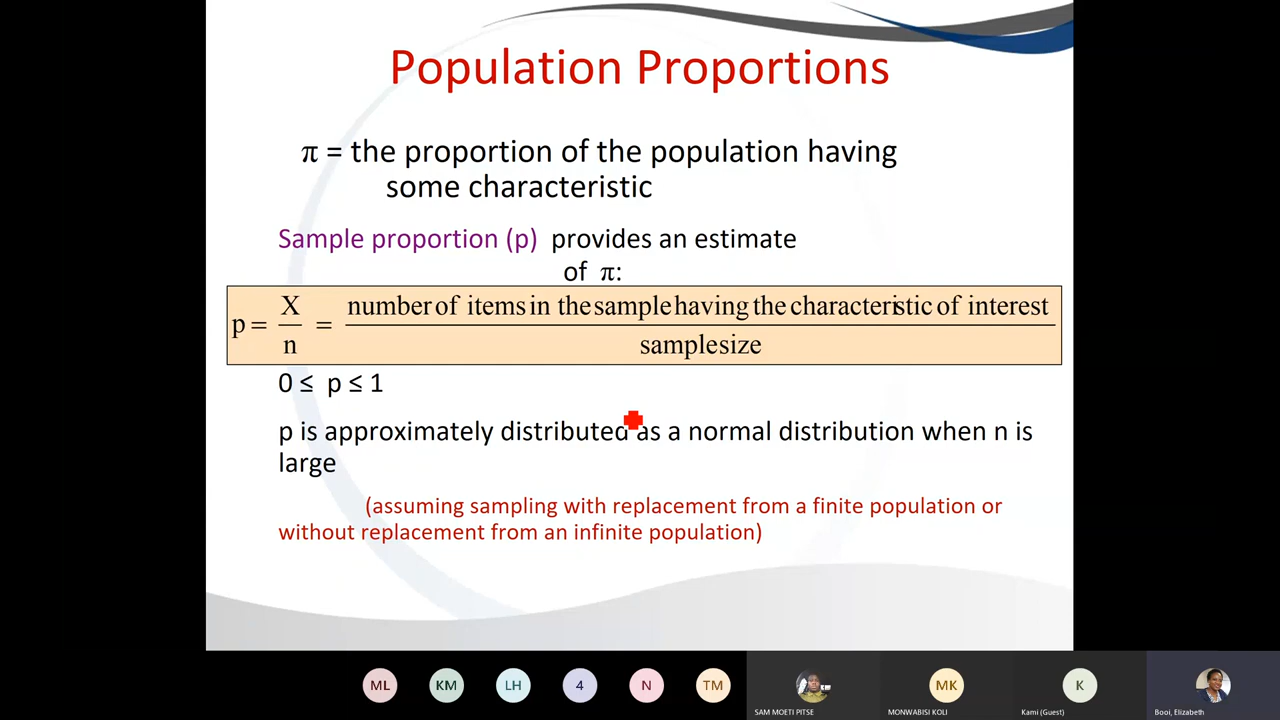 Population Proportions
π = the proportion of the population having
some characteristic
Sample proportion (p) provides an estimate
of π:
p = X/n = number of items in the sample having the characteristic of interest / sample size
0 ≤ p ≤ 1
p is approximately distributed as a normal distribution when n is
large
(assuming sampling with replacement from a finite population or
without replacement from an infinite population)
ML KM LH 4 N TM MK K
SAM MOETI PITSE MONWABISI KOLI Kami (Guest) Booi, Elizabeth